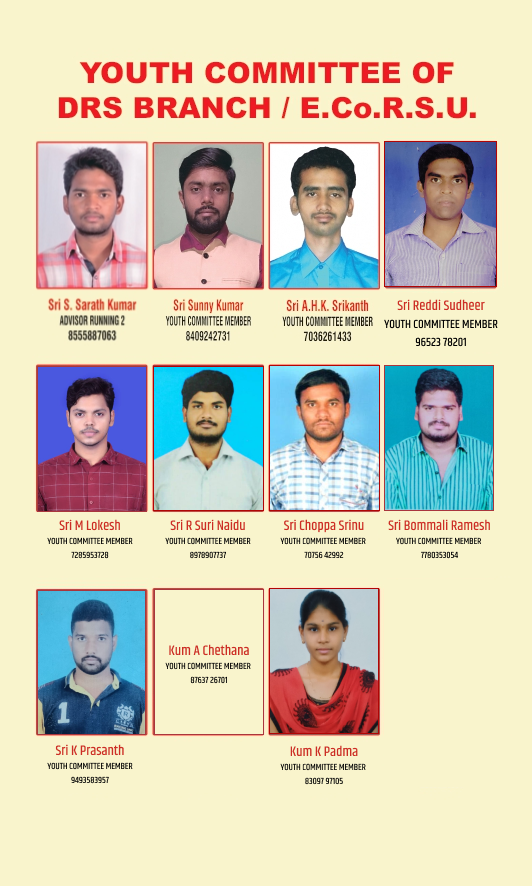 YOUTH COMMITTEE OF
DRS BRANCH / E.Co.R.S.U.
Sri S. Sarath Kumar
ADVISOR RUNNING 2
8555887063
Sri Sunny Kumar
YOUTH COMMITTEE MEMBER
8409242731
Sri A.H.K. Srikanth
YOUTH COMMITTEE MEMBER
7036261433
Sri Reddi Sudheer
YOUTH COMMITTEE MEMBER
96523 78201
Sri M Lokesh
YOUTH COMMITTEE MEMBER
7285953728
Sri R Suri Naidu
YOUTH COMMITTEE MEMBER
8978907737
Sri Choppa Srinu
YOUTH COMMITTEE MEMBER
70756 42992
Sri Bommali Ramesh
YOUTH COMMITTEE MEMBER
7780353054
1
Sri K Prasanth
YOUTH COMMITTEE MEMBER
9493583957
Kum A Chethana
YOUTH COMMITTEE MEMBER
87637 26701
Kum K Padma
YOUTH COMMITTEE MEMBER
83097 97105